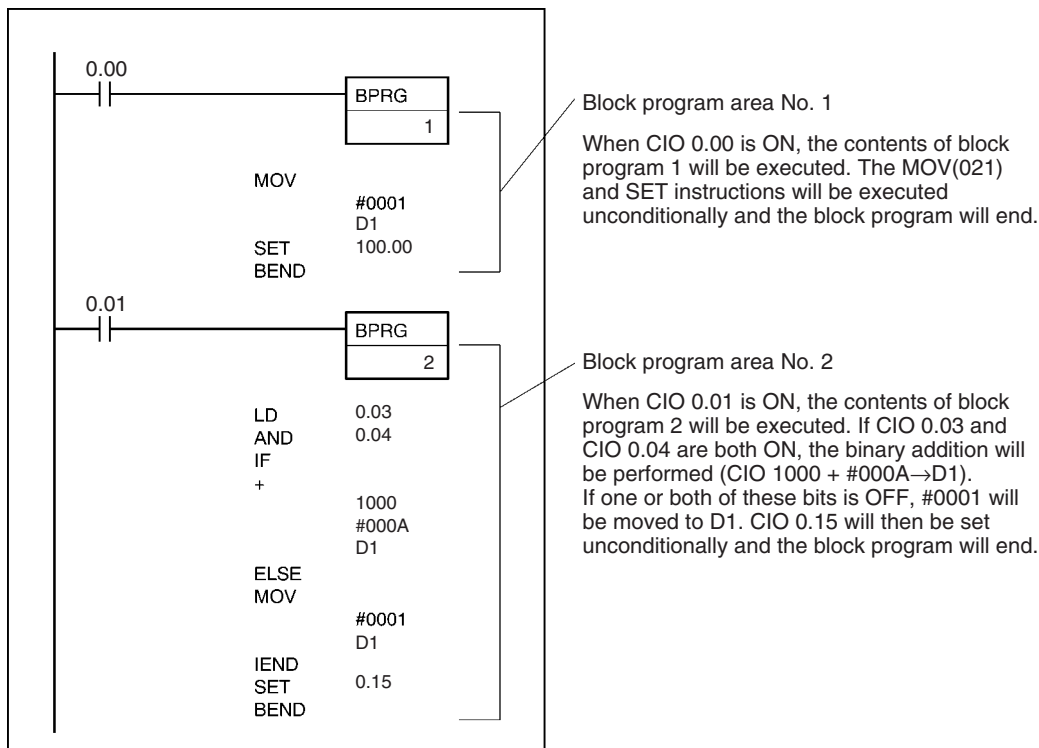 0.00
BPRG
1
MOV
#0001
D1
SET 100.00
BEND
Block program area No. 1
When CIO 0.00 is ON, the contents of block
program 1 will be executed. The MOV(021)
and SET instructions will be executed
unconditionally and the block program will end.
0.01
BPRG
2
LD 0.03
AND 0.04
IF
+
1000
#000A
D1
ELSE
MOV
#0001
D1
IEND
SET 0.15
BEND
Block program area No. 2
When CIO 0.01 is ON, the contents of block
program 2 will be executed. If CIO 0.03 and
CIO 0.04 are both ON, the binary addition will
be performed (CIO 1000 + #000A→D1).
If one or both of these bits is OFF, #0001 will
be moved to D1. CIO 0.15 will then be set
unconditionally and the block program will end.